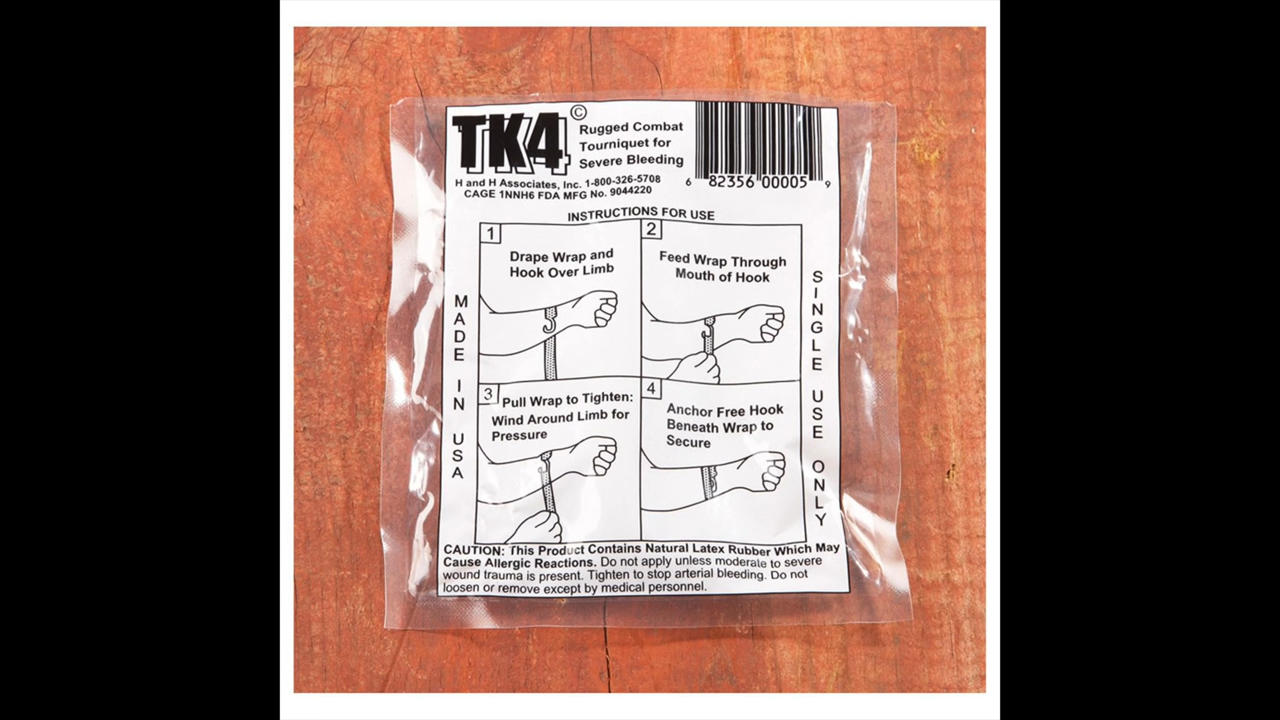 TK4 ©
Rugged Combat
Tourniquet for
Severe Bleeding
6 82356 00005 9
H and H Associates, Inc. 1-800-326-5708
CAGE 1NNH6 FDA MFG No. 9044220
INSTRUCTIONS FOR USE
1
Drape Wrap and
Hook Over Limb
2
Feed Wrap Through
Mouth of Hook
3
Pull Wrap to Tighten:
Wind Around Limb for
Pressure
4
Anchor Free Hook
Beneath Wrap to
Secure
MADE IN USA
SINGLE USE ONLY
CAUTION: This Product Contains Natural Latex Rubber Which May
Cause Allergic Reactions. Do not apply unless moderate to severe
wound trauma is present. Tighten to stop arterial bleeding. Do not
loosen or remove except by medical personnel.